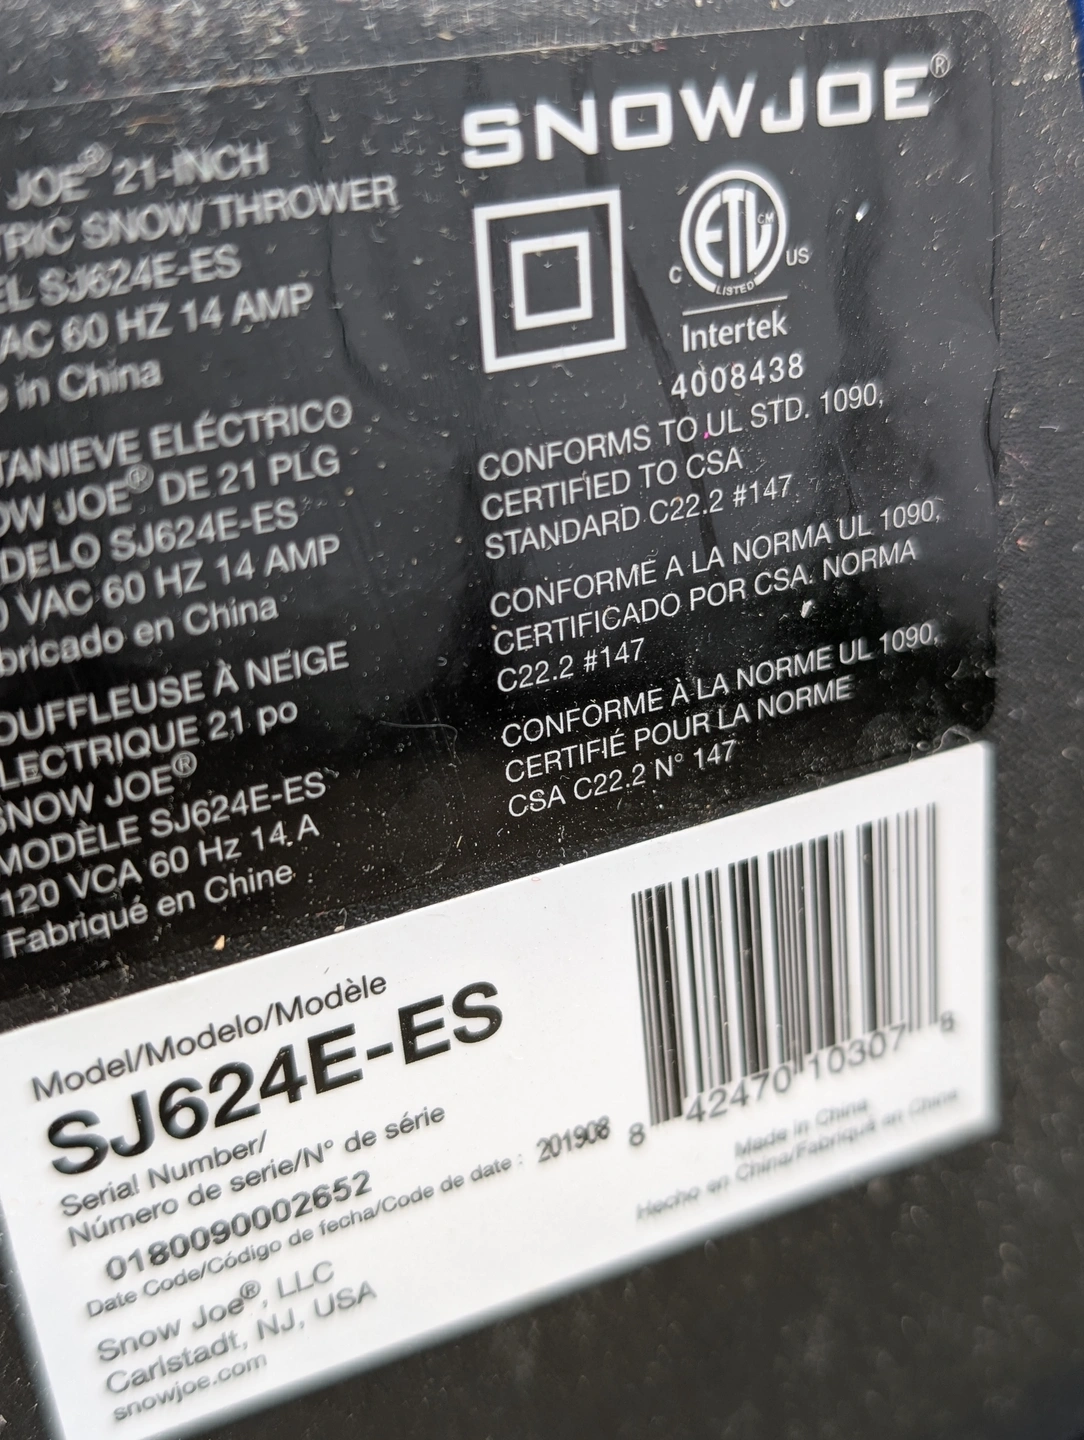 JOE® 21-INCH
TRIC SNOW THROWER
EL SJ624E-ES
AC 60 HZ 14 AMP
in China
TANIEVE ELÉCTRICO
OW JOE® DE 21 PLG
DELO SJ624E-ES
0 VAC 60 HZ 14 AMP
bricado en China
OUFFLEUSE À NEIGE
LECTRIQUE 21 po
SNOW JOE®
MODÈLE SJ624E-ES
120 VCA 60 Hz 14 A
Fabriqué en Chine
SNOWJOE®
ETL CM
C US
LISTED
Intertek
4008438
CONFORMS TO UL STD. 1090,
CERTIFIED TO CSA
STANDARD C22.2 #147
CONFORME A LA NORMA UL 1090,
CERTIFICADO POR CSA. NORMA
C22.2 #147
CONFORME À LA NORME UL 1090,
CERTIFIÉ POUR LA NORME
CSA C22.2 N° 147
Model/Modelo/Modèle
SJ624E-ES
Serial Number/
Número de serie/N° de série
0180090002652
Date Code/Código de fecha/Code de date : 201908
Snow Joe®, LLC
Carlstadt, NJ, USA
snowjoe.com
8 42470 10307 8
Made in China
Hecho en China/Fabriqué en Chine